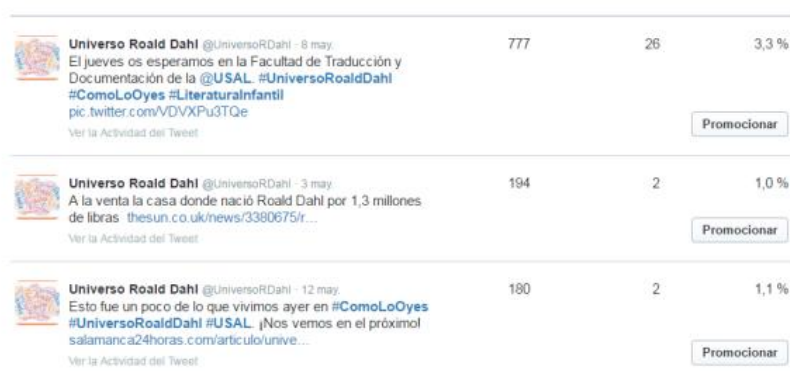 Universo Roald Dahl @UniversoRDahl · 8 may. 777 26 3,3 %
El jueves os esperamos en la Facultad de Traducción y
Documentación de la @USAL. #UniversoRoaldDahl
#ComoLoOyes #LiteraturaInfantil
pic.twitter.com/VDVXPu3TQe
Ver la Actividad del Tweet
Promocionar
Universo Roald Dahl @UniversoRDahl · 3 may. 194 2 1,0 %
A la venta la casa donde nació Roald Dahl por 1,3 millones
de libras thesun.co.uk/news/3380675/r...
Ver la Actividad del Tweet
Promocionar
Universo Roald Dahl @UniversoRDahl · 12 may. 180 2 1,1 %
Esto fue un poco de lo que vivimos ayer en #ComoLoOyes
#UniversoRoaldDahl #USAL. ¡Nos vemos en el próximo!
salamanca24horas.com/articulo/unive...
Ver la Actividad del Tweet
Promocionar